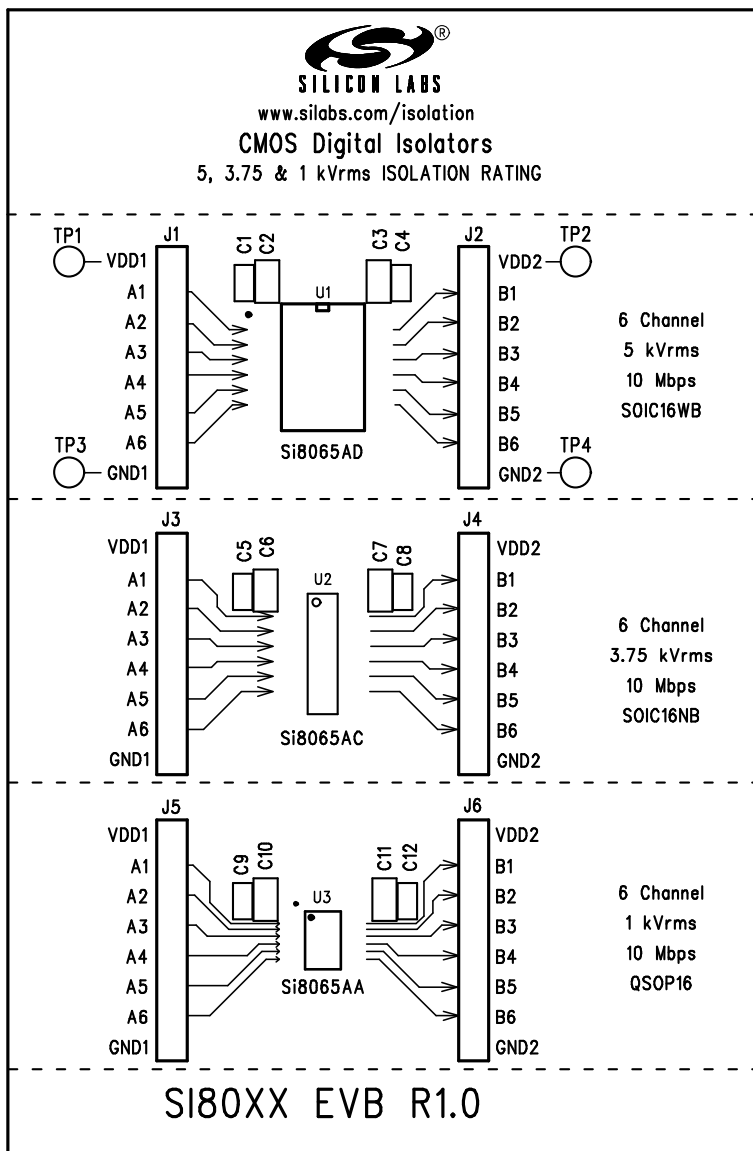 ®
SILICON LABS
www.silabs.com/isolation
CMOS Digital Isolators
5, 3.75 & 1 kVrms ISOLATION RATING
TP1 J1 C1 C2 C3 C4 J2 TP2
VDD1 U1 VDD2
A1 B1
A2 B2 6 Channel
A3 B3 5 kVrms
A4 B4 10 Mbps
A5 B5 SOIC16WB
A6 B6
TP3 Si8065AD TP4
GND1 GND2
J3 J4
VDD1 C5 C6 C7 C8 VDD2
A1 U2 B1
A2 B2 6 Channel
A3 B3 3.75 kVrms
A4 B4 10 Mbps
A5 B5 SOIC16NB
A6 Si8065AC B6
GND1 GND2
J5 J6
VDD1 VDD2
A1 C9 C10 C11 C12 B1
A2 U3 B2 6 Channel
A3 B3 1 kVrms
A4 B4 10 Mbps
A5 Si8065AA B5 QSOP16
A6 B6
GND1 GND2
SI80XX EVB R1.0